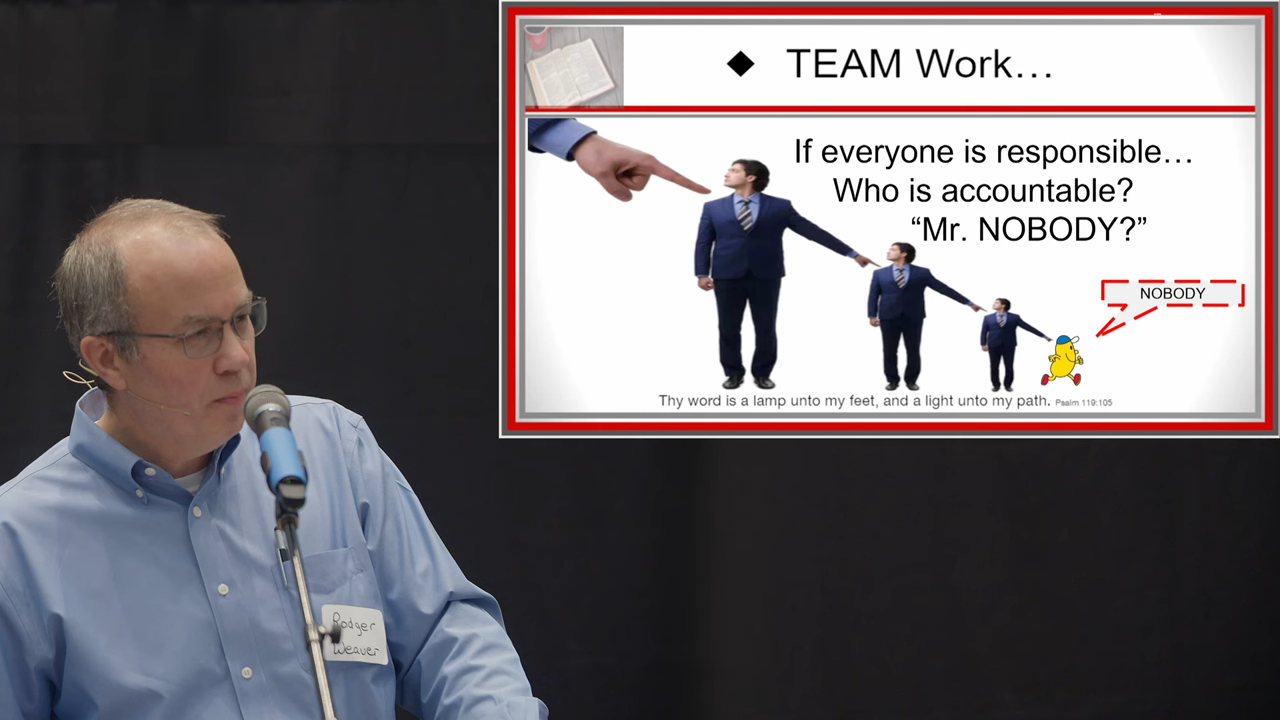 ◆ TEAM Work…
If everyone is responsible…
Who is accountable?
“Mr. NOBODY?”
NOBODY
Thy word is a lamp unto my feet, and a light unto my path. Psalm 119:105
Rodger
Weaver